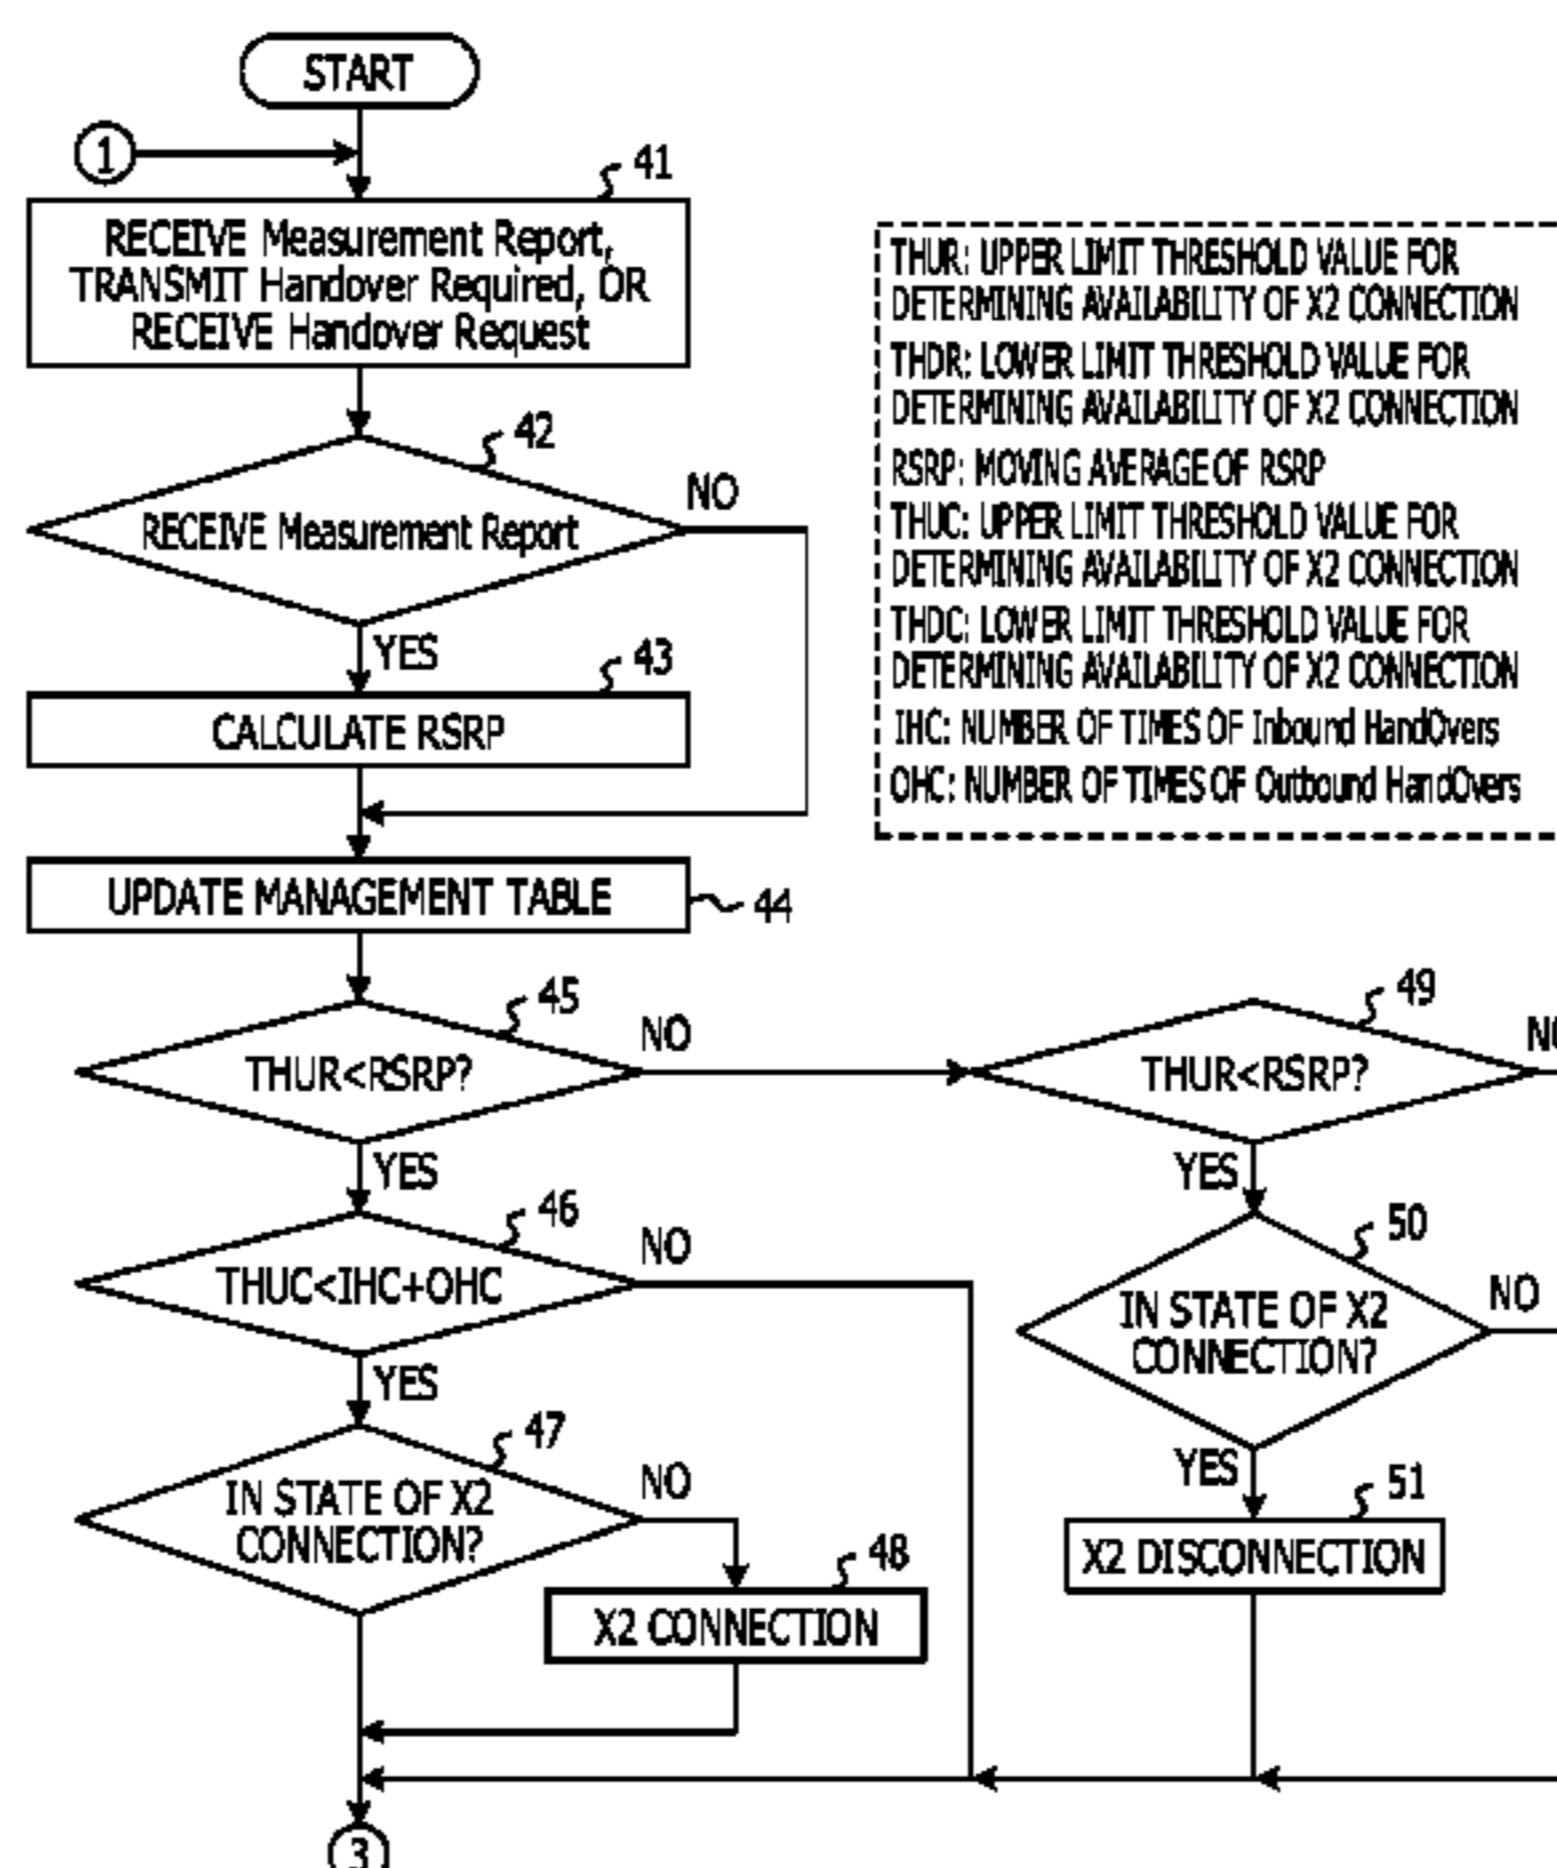 START
1
41
RECEIVE Measurement Report,
TRANSMIT Handover Required, OR
RECEIVE Handover Request
42
RECEIVE Measurement Report
NO
YES
43
CALCULATE RSRP
UPDATE MANAGEMENT TABLE
44
THUR: UPPER LIMIT THRESHOLD VALUE FOR
DETERMINING AVAILABILITY OF X2 CONNECTION
THDR: LOWER LIMIT THRESHOLD VALUE FOR
DETERMINING AVAILABILITY OF X2 CONNECTION
RSRP: MOVING AVERAGE OF RSRP
THUC: UPPER LIMIT THRESHOLD VALUE FOR
DETERMINING AVAILABILITY OF X2 CONNECTION
THDC: LOWER LIMIT THRESHOLD VALUE FOR
DETERMINING AVAILABILITY OF X2 CONNECTION
IHC: NUMBER OF TIMES OF Inbound HandOvers
OHC: NUMBER OF TIMES OF Outbound HandOvers
45
THUR<RSRP?
NO
YES
46
THUC<IHC+OHC
NO
YES
47
IN STATE OF X2
CONNECTION?
NO
48
X2 CONNECTION
49
THUR<RSRP?
NO
YES
50
IN STATE OF X2
CONNECTION?
NO
YES
51
X2 DISCONNECTION
3